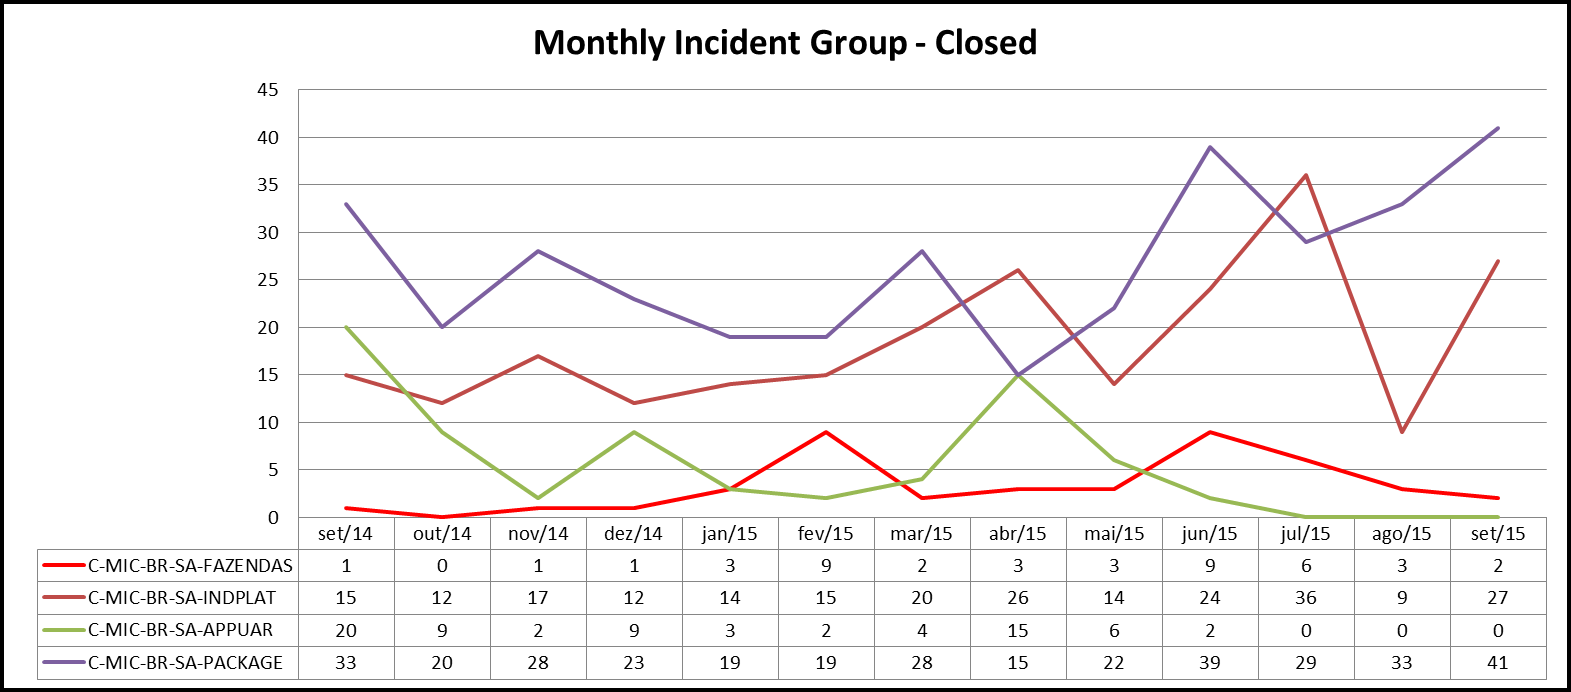 Monthly Incident Group - Closed
45
40
35
30
25
20
15
10
5
0
set/14 out/14 nov/14 dez/14 jan/15 fev/15 mar/15 abr/15 mai/15 jun/15 jul/15 ago/15 set/15
C-MIC-BR-SA-FAZENDAS 1 0 1 1 3 9 2 3 3 9 6 3 2
C-MIC-BR-SA-INDPLAT 15 12 17 12 14 15 20 26 14 24 36 9 27
C-MIC-BR-SA-APPUAR 20 9 2 9 3 2 4 15 6 2 0 0 0
C-MIC-BR-SA-PACKAGE 33 20 28 23 19 19 28 15 22 39 29 33 41